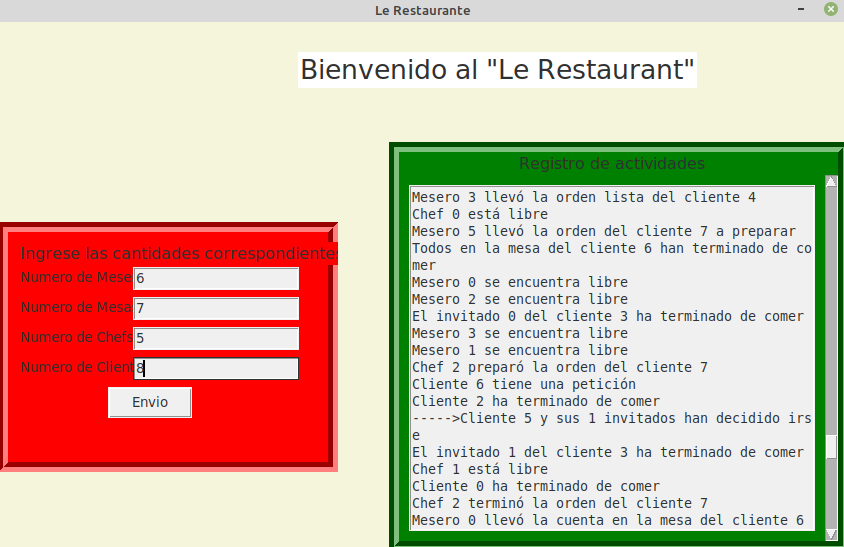 Le Restaurante
Bienvenido al "Le Restaurant"
Ingrese las cantidades correspondientes
Numero de Mese 6
Numero de Mesa 7
Numero de Chefs 5
Numero de Client 8
Envio
Registro de actividades
Mesero 3 llevó la orden lista del cliente 4
Chef 0 está libre
Mesero 5 llevó la orden del cliente 7 a preparar
Todos en la mesa del cliente 6 han terminado de co
mer
Mesero 0 se encuentra libre
Mesero 2 se encuentra libre
El invitado 0 del cliente 3 ha terminado de comer
Mesero 3 se encuentra libre
Mesero 1 se encuentra libre
Chef 2 preparó la orden del cliente 7
Cliente 6 tiene una petición
Cliente 2 ha terminado de comer
----->Cliente 5 y sus 1 invitados han decidido irs
e
El invitado 1 del cliente 3 ha terminado de comer
Chef 1 está libre
Cliente 0 ha terminado de comer
Chef 2 terminó la orden del cliente 7
Mesero 0 llevó la cuenta en la mesa del cliente 6